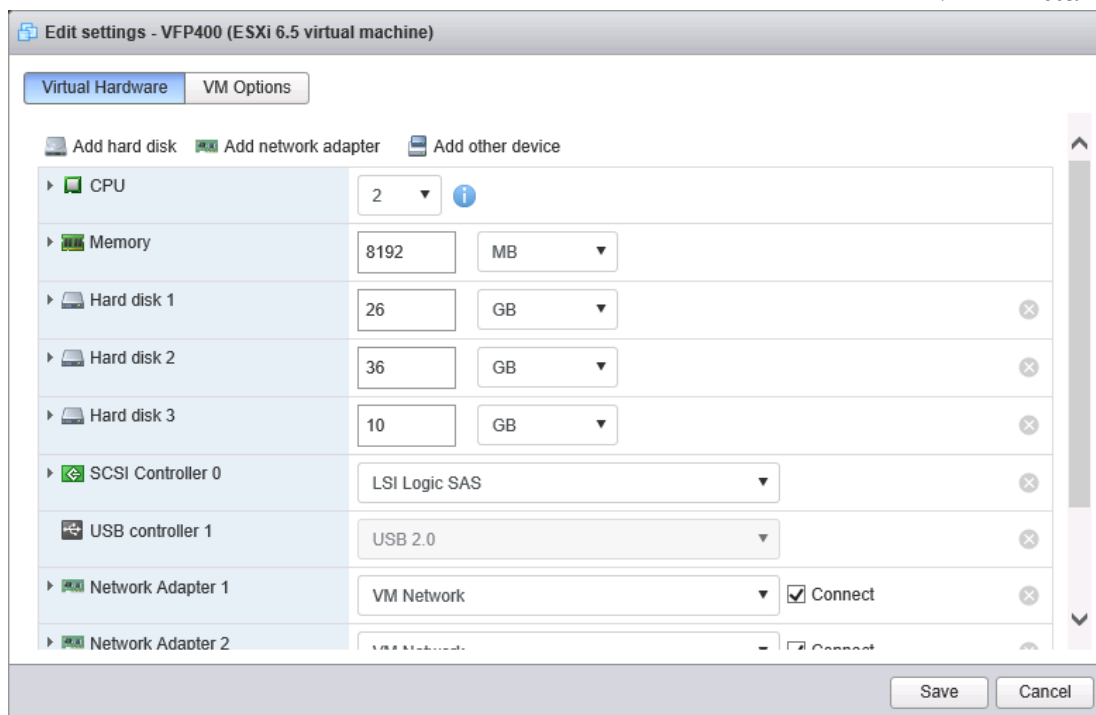 Edit settings - VFP400 (ESXi 6.5 virtual machine)
Virtual Hardware VM Options
Add hard disk Add network adapter Add other device
CPU 2
Memory 8192 MB
Hard disk 1 26 GB
Hard disk 2 36 GB
Hard disk 3 10 GB
SCSI Controller 0 LSI Logic SAS
USB controller 1 USB 2.0
Network Adapter 1 VM Network Connect
Network Adapter 2 VM Network Connect
Save Cancel